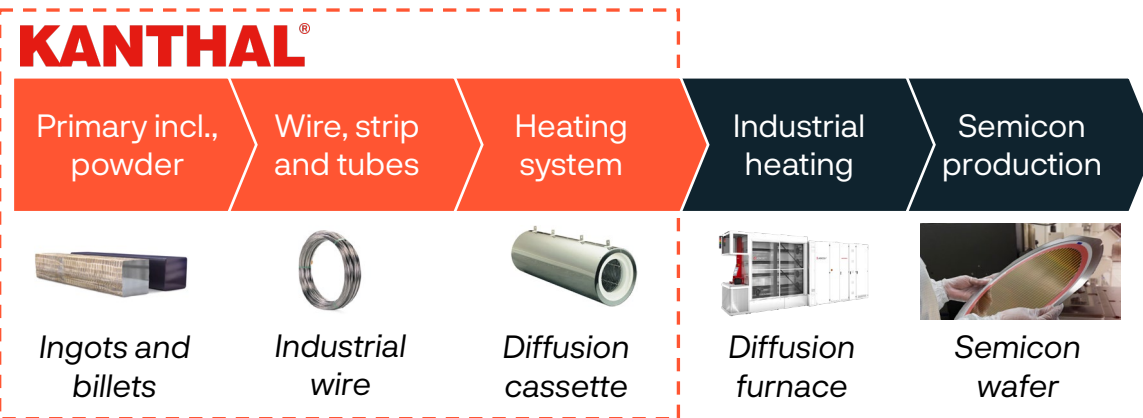 KANTHAL®
Primary incl.,
powder
Wire, strip
and tubes
Heating
system
Industrial
heating
Semicon
production
Ingots and
billets
Industrial
wire
Diffusion
cassette
Diffusion
furnace
Semicon
wafer